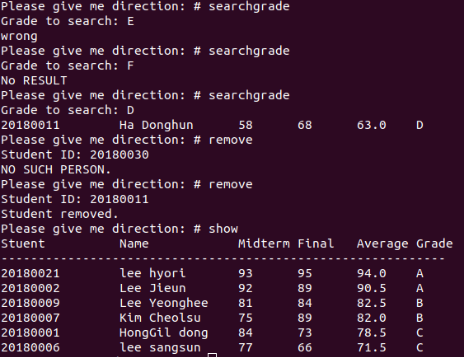 Please give me direction: # searchgrade
Grade to search: E
wrong
Please give me direction: # searchgrade
Grade to search: F
No RESULT
Please give me direction: # searchgrade
Grade to search: D
20180011 Ha Donghun 58 68 63.0 D
Please give me direction: # remove
Student ID: 20180030
NO SUCH PERSON.
Please give me direction: # remove
Student ID: 20180011
Student removed.
Please give me direction: # show
Stuent Name Midterm Final Average Grade
------------------------------------------------------------
20180021 lee hyori 93 95 94.0 A
20180002 Lee Jieun 92 89 90.5 A
20180009 Lee Yeonghee 81 84 82.5 B
20180007 Kim Cheolsu 75 89 82.0 B
20180001 HongGil dong 84 73 78.5 C
20180006 lee sangsun 77 66 71.5 C